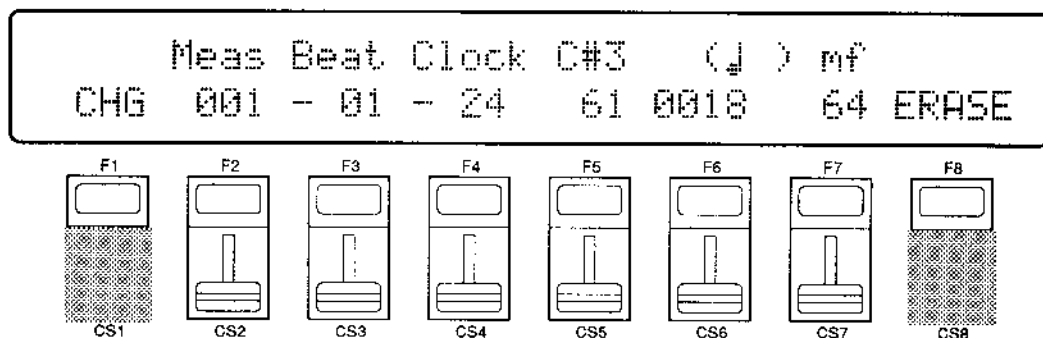 Meas Beat Clock C#3 (♩ ) mf
CHG 001 - 01 - 24 61 0018 64 ERASE
F1 F2 F3 F4 F5 F6 F7 F8
CS1 CS2 CS3 CS4 CS5 CS6 CS7 CS8